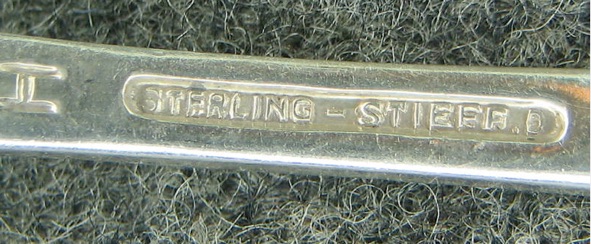 H STERLING - STIEFF. P